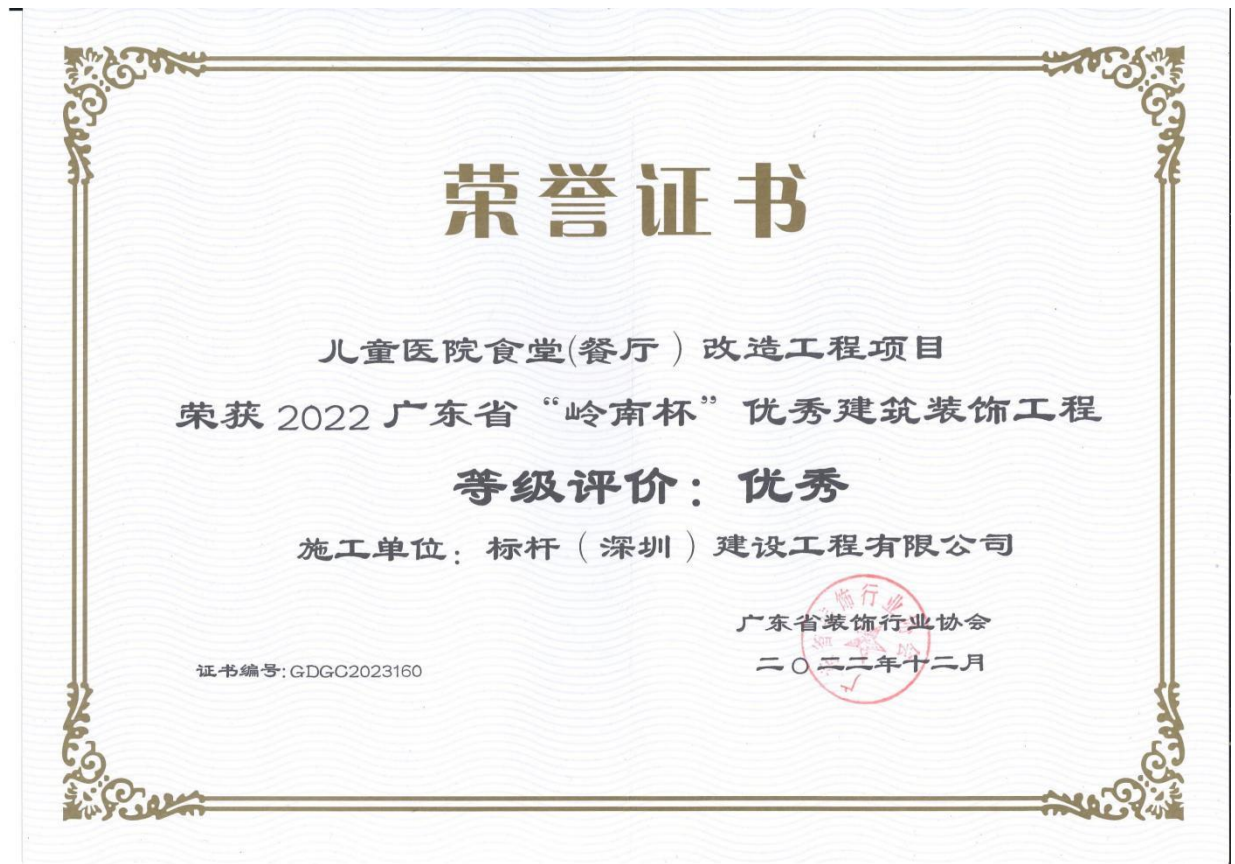 荣誉证书
儿童医院食堂(餐厅)改造工程项目
荣获 2022 广东省“岭南杯”优秀建筑装饰工程
等级评价：优秀
施工单位：标杆(深圳)建设工程有限公司
广东省装饰行业协会
证书编号:GDGC2023160
二〇二二年十二月